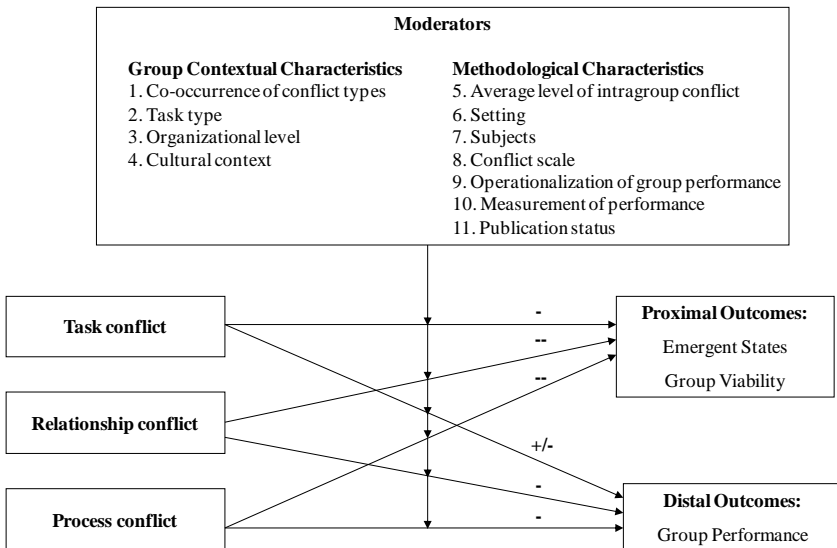 Moderators
Group Contextual Characteristics
1. Co-occurrence of conflict types
2. Task type
3. Organizational level
4. Cultural context
Methodological Characteristics
5. Average level of intragroup conflict
6. Setting
7. Subjects
8. Conflict scale
9. Operationalization of group performance
10. Measurement of performance
11. Publication status
Task conflict
Relationship conflict
Process conflict
-
--
--
+/-
-
-
Proximal Outcomes:
Emergent States
Group Viability
Distal Outcomes:
Group Performance